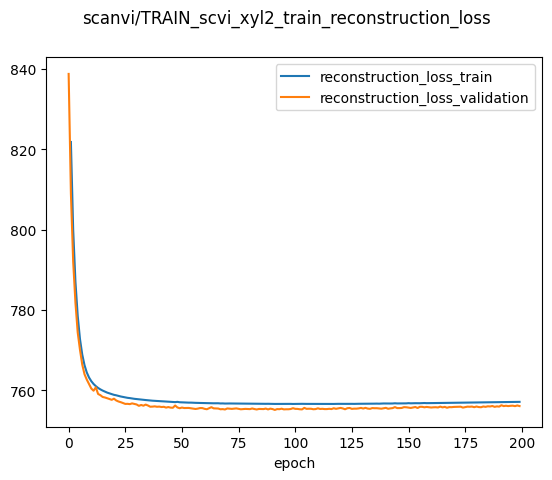 scanvi/TRAIN_scvi_xyl2_train_reconstruction_loss
reconstruction_loss_train
reconstruction_loss_validation
840
820
800
780
760
0 25 50 75 100 125 150 175 200
epoch